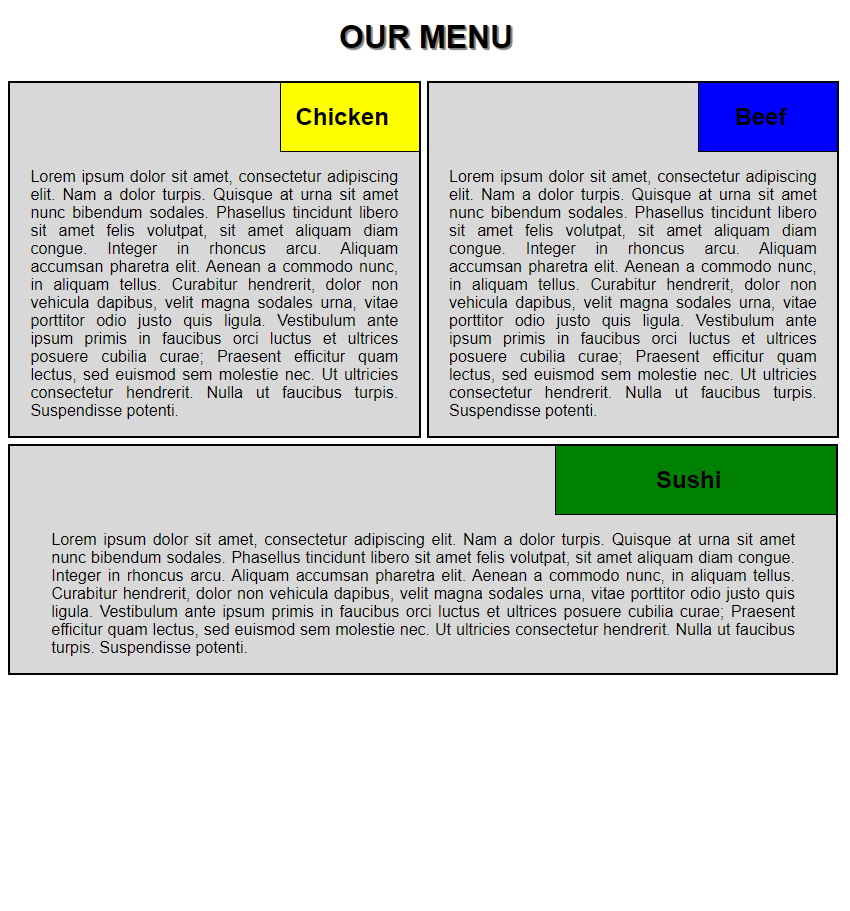 OUR MENU
Chicken
Lorem ipsum dolor sit amet, consectetur adipiscing
elit. Nam a dolor turpis. Quisque at urna sit amet
nunc bibendum sodales. Phasellus tincidunt libero
sit amet felis volutpat, sit amet aliquam diam
congue. Integer in rhoncus arcu. Aliquam
accumsan pharetra elit. Aenean a commodo nunc,
in aliquam tellus. Curabitur hendrerit, dolor non
vehicula dapibus, velit magna sodales urna, vitae
porttitor odio justo quis ligula. Vestibulum ante
ipsum primis in faucibus orci luctus et ultrices
posuere cubilia curae; Praesent efficitur quam
lectus, sed euismod sem molestie nec. Ut ultricies
consectetur hendrerit. Nulla ut faucibus turpis.
Suspendisse potenti.
Beef
Lorem ipsum dolor sit amet, consectetur adipiscing
elit. Nam a dolor turpis. Quisque at urna sit amet
nunc bibendum sodales. Phasellus tincidunt libero
sit amet felis volutpat, sit amet aliquam diam
congue. Integer in rhoncus arcu. Aliquam
accumsan pharetra elit. Aenean a commodo nunc,
in aliquam tellus. Curabitur hendrerit, dolor non
vehicula dapibus, velit magna sodales urna, vitae
porttitor odio justo quis ligula. Vestibulum ante
ipsum primis in faucibus orci luctus et ultrices
posuere cubilia curae; Praesent efficitur quam
lectus, sed euismod sem molestie nec. Ut ultricies
consectetur hendrerit. Nulla ut faucibus turpis.
Suspendisse potenti.
Sushi
Lorem ipsum dolor sit amet, consectetur adipiscing elit. Nam a dolor turpis. Quisque at urna sit amet
nunc bibendum sodales. Phasellus tincidunt libero sit amet felis volutpat, sit amet aliquam diam congue.
Integer in rhoncus arcu. Aliquam accumsan pharetra elit. Aenean a commodo nunc, in aliquam tellus.
Curabitur hendrerit, dolor non vehicula dapibus, velit magna sodales urna, vitae porttitor odio justo quis
ligula. Vestibulum ante ipsum primis in faucibus orci luctus et ultrices posuere cubilia curae; Praesent
efficitur quam lectus, sed euismod sem molestie nec. Ut ultricies consectetur hendrerit. Nulla ut faucibus
turpis. Suspendisse potenti.